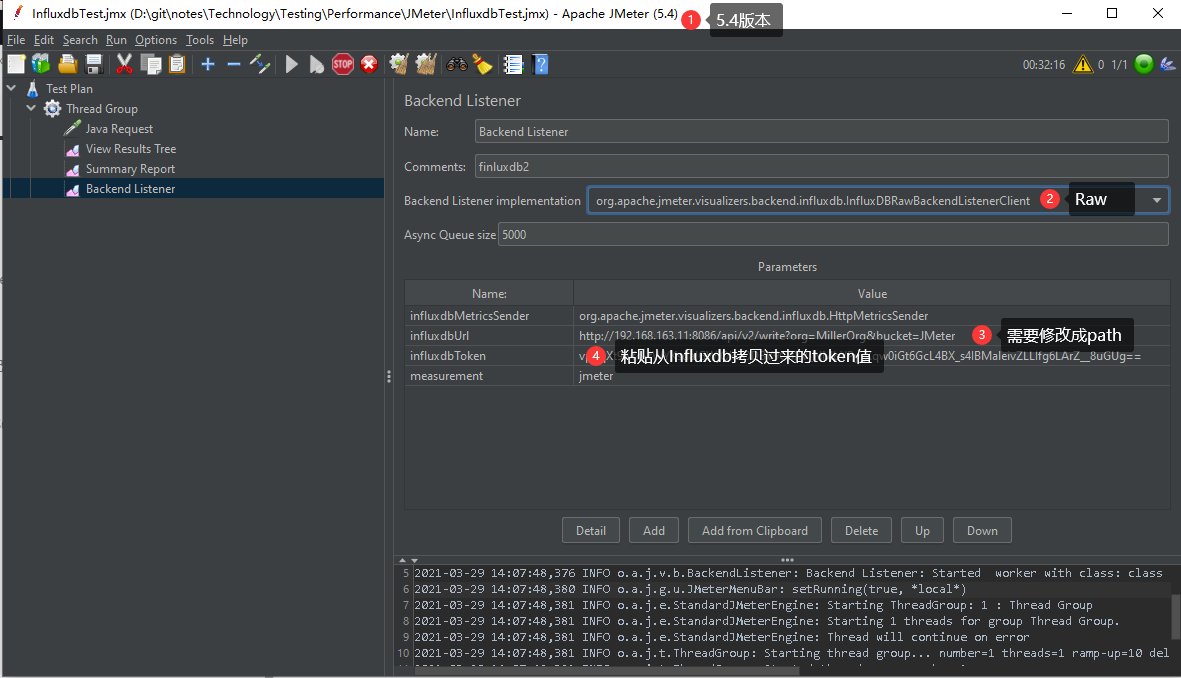 InfluxdbTest.jmx (D:\git\notes\Technology\Testing\Performance\JMeter\InfluxdbTest.jmx) - Apache JMeter (5.4)
1 5.4版本
File Edit Search Run Options Tools Help
STOP
00:32:16 0 1/1
Test Plan
Thread Group
Java Request
View Results Tree
Summary Report
Backend Listener
Backend Listener
Name: Backend Listener
Comments: finluxdb2
Backend Listener implementation org.apache.jmeter.visualizers.backend.influxdb.InfluxDBRawBackendListenerClient 2 Raw
Async Queue size 5000
Parameters
Name: Value
influxdbMetricsSender org.apache.jmeter.visualizers.backend.influxdb.HttpMetricsSender
influxdbUrl http://192.168.163.11:8086/api/v2/write?org=MillerOrg&bucket=JMeter 3 需要修改成path
influxdbToken 4 粘贴从Influxdb拷贝过来的token值
measurement jmeter
Detail Add Add from Clipboard Delete Up Down
5 2021-03-29 14:07:48,376 INFO o.a.j.v.b.BackendListener: Backend Listener: Started worker with class: class
6 2021-03-29 14:07:48,380 INFO o.a.j.g.u.JMeterMenuBar: setRunning(true, *local*)
7 2021-03-29 14:07:48,381 INFO o.a.j.e.StandardJMeterEngine: Starting ThreadGroup: 1 : Thread Group
8 2021-03-29 14:07:48,381 INFO o.a.j.e.StandardJMeterEngine: Starting 1 threads for group Thread Group.
9 2021-03-29 14:07:48,381 INFO o.a.j.e.StandardJMeterEngine: Thread will continue on error
10 2021-03-29 14:07:48,381 INFO o.a.j.t.ThreadGroup: Starting thread group... number=1 threads=1 ramp-up=10 del